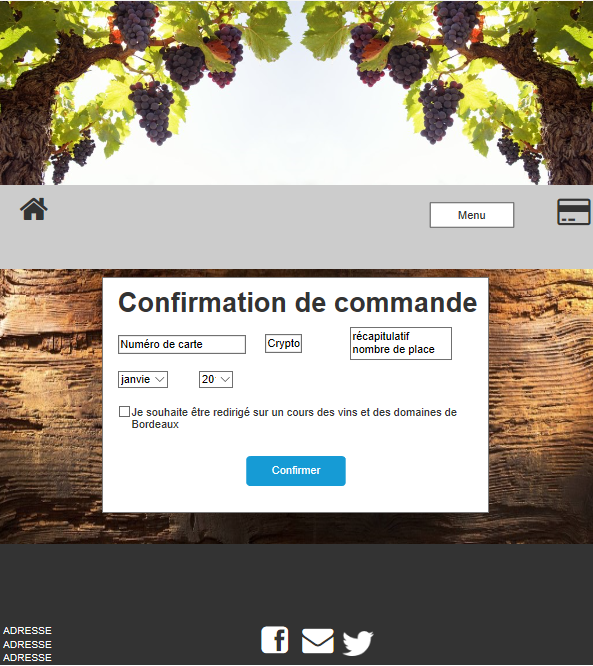 Menu
Confirmation de commande
Numéro de carte
Crypto
récapitulatif
nombre de place
janvie
20
Je souhaite être redirigé sur un cours des vins et des domaines de
Bordeaux
Confirmer
ADRESSE
ADRESSE
ADRESSE